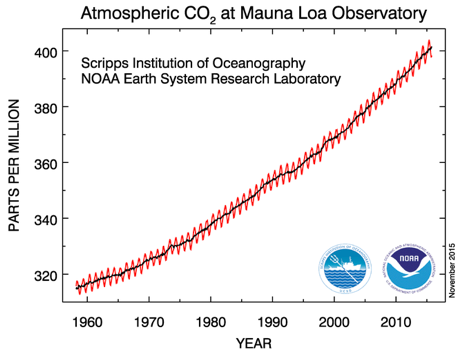 Atmospheric CO₂ at Mauna Loa Observatory
Scripps Institution of Oceanography
NOAA Earth System Research Laboratory
PARTS PER MILLION
400
380
360
340
320
1960
1970
1980
1990
2000
2010
YEAR
NOAA
November 2015